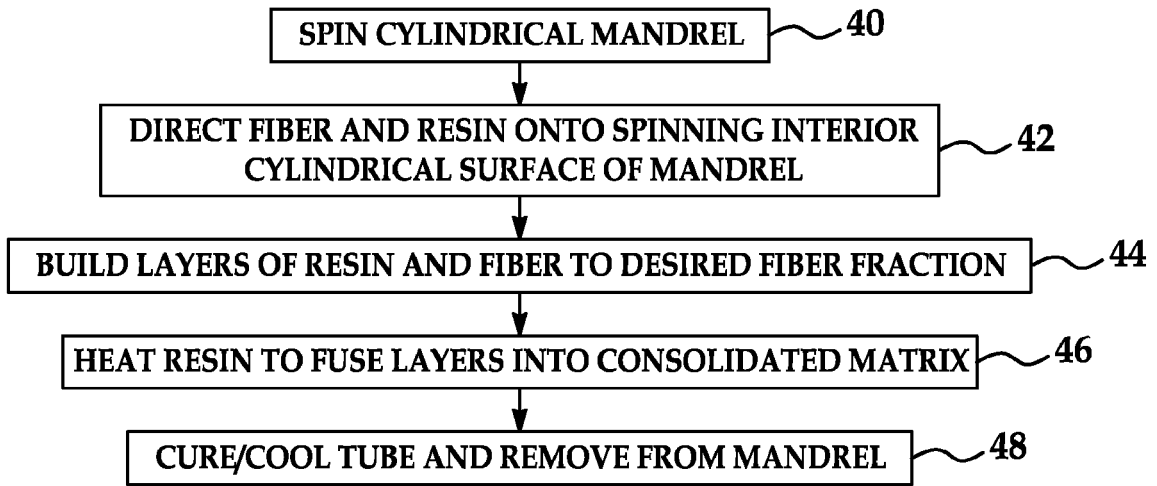 SPIN CYLINDRICAL MANDREL
40
DIRECT FIBER AND RESIN ONTO SPINNING INTERIOR
CYLINDRICAL SURFACE OF MANDREL
42
BUILD LAYERS OF RESIN AND FIBER TO DESIRED FIBER FRACTION
44
HEAT RESIN TO FUSE LAYERS INTO CONSOLIDATED MATRIX
46
CURE/COOL TUBE AND REMOVE FROM MANDREL
48